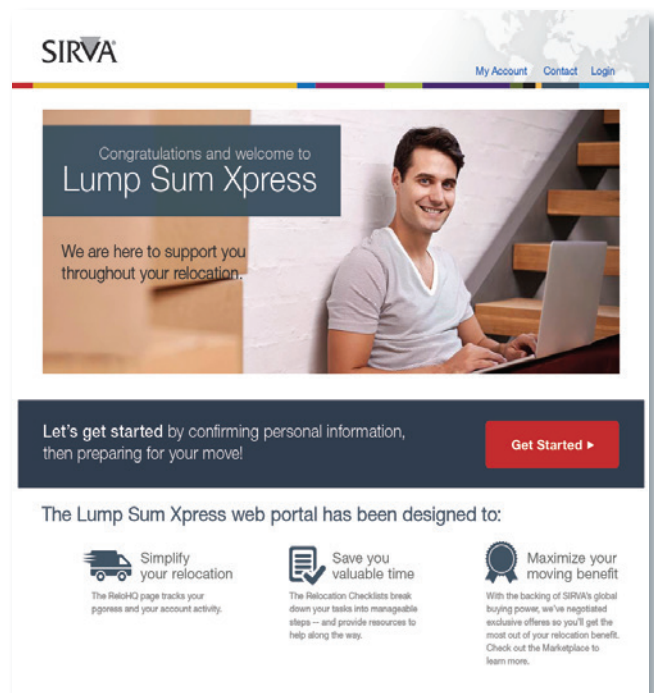 SIRVA
My Account Contact Login
Congratulations and welcome to
Lump Sum Xpress
We are here to support you
throughout your relocation.
Let's get started by confirming personal information,
then preparing for your move!
Get Started ▸
The Lump Sum Xpress web portal has been designed to:
Simplify
your relocation
The ReloHQ page tracks your
pgoress and your account activity.
Save you
valuable time
The Relocation Checklists break
down your tasks into manageable
steps -- and provide resources to
help along the way.
Maximize your
moving benefit
With the backing of SIRVA's global
buying power, we've negotiated
exclusive offeres so you'll get the
most out of your relocation benefit.
Check out the Marketplace to
learn more.